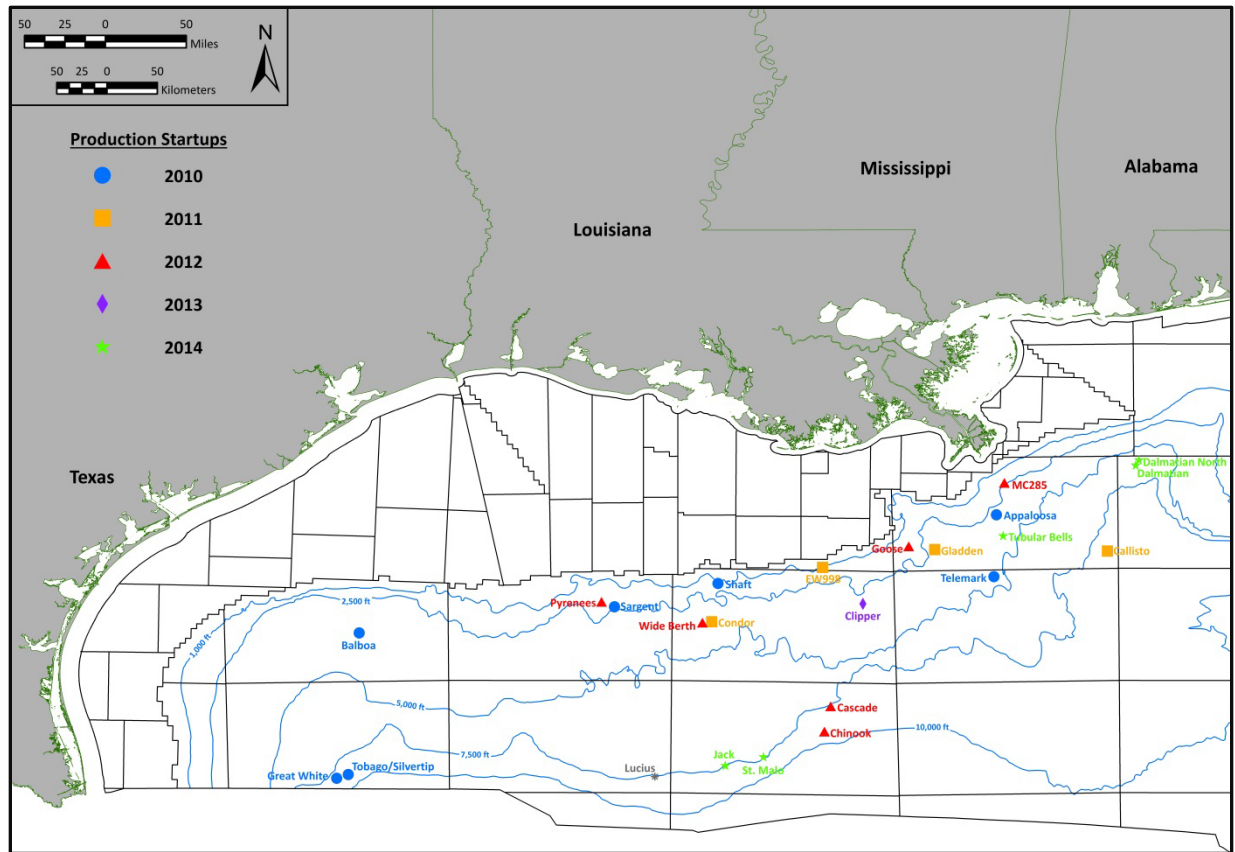 50 25 0 50
Miles
N
50 25 0 50
Kilometers
Production Startups
2010
2011
2012
2013
2014
Mississippi
Alabama
Louisiana
Texas
Dalmatian North
Dalmatian
MC285
Appaloosa
Tubular Bells
Goose
Gladden
Callisto
EW998
Telemark
Shaft
Pyrenees
Sargent
Clipper
Wide Berth
Condor
2,500 ft
1,000 ft
Balboa
5,000 ft
Cascade
10,000 ft
Chinook
7,500 ft
Jack
St. Malo
Lucius
Tobago/Silvertip
Great White